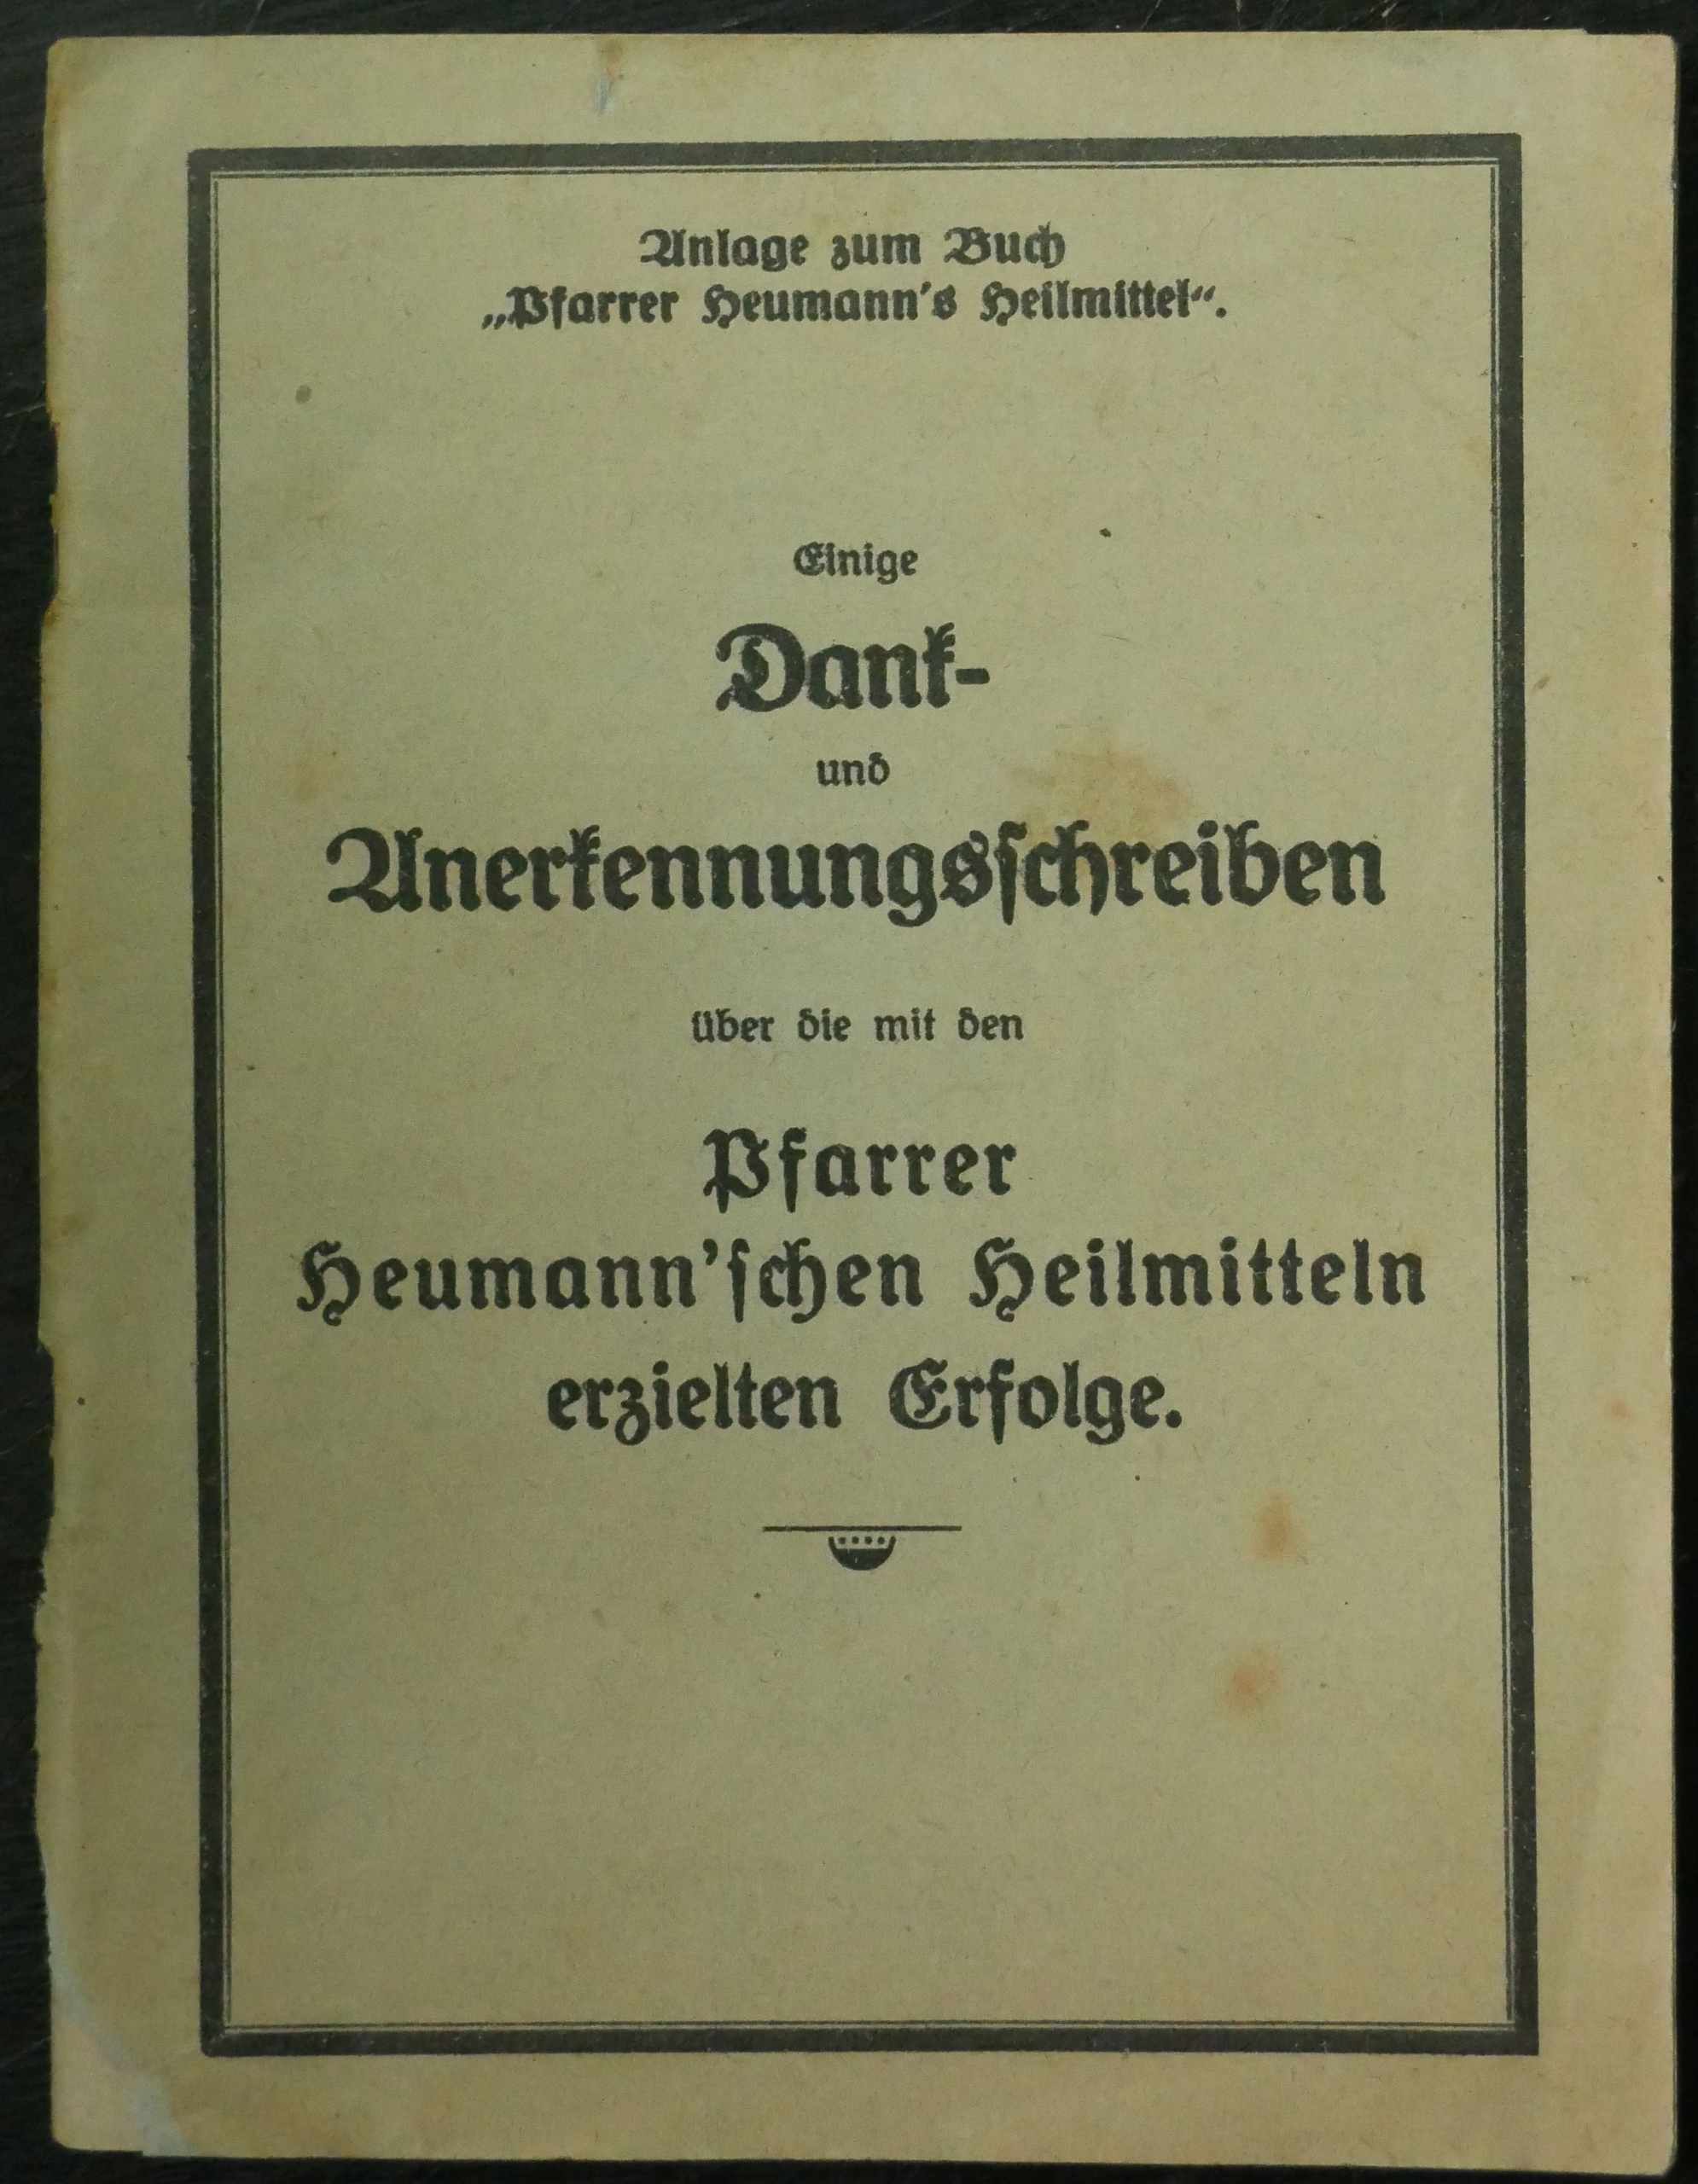 Anlage zum Buch
„Pfarrer Heumann's Heilmittel“.
Einige
Dank-
und
Anerkennungsſchreiben
über die mit den
Pfarrer
Heumann'ſchen Heilmitteln
erzielten Erfolge.